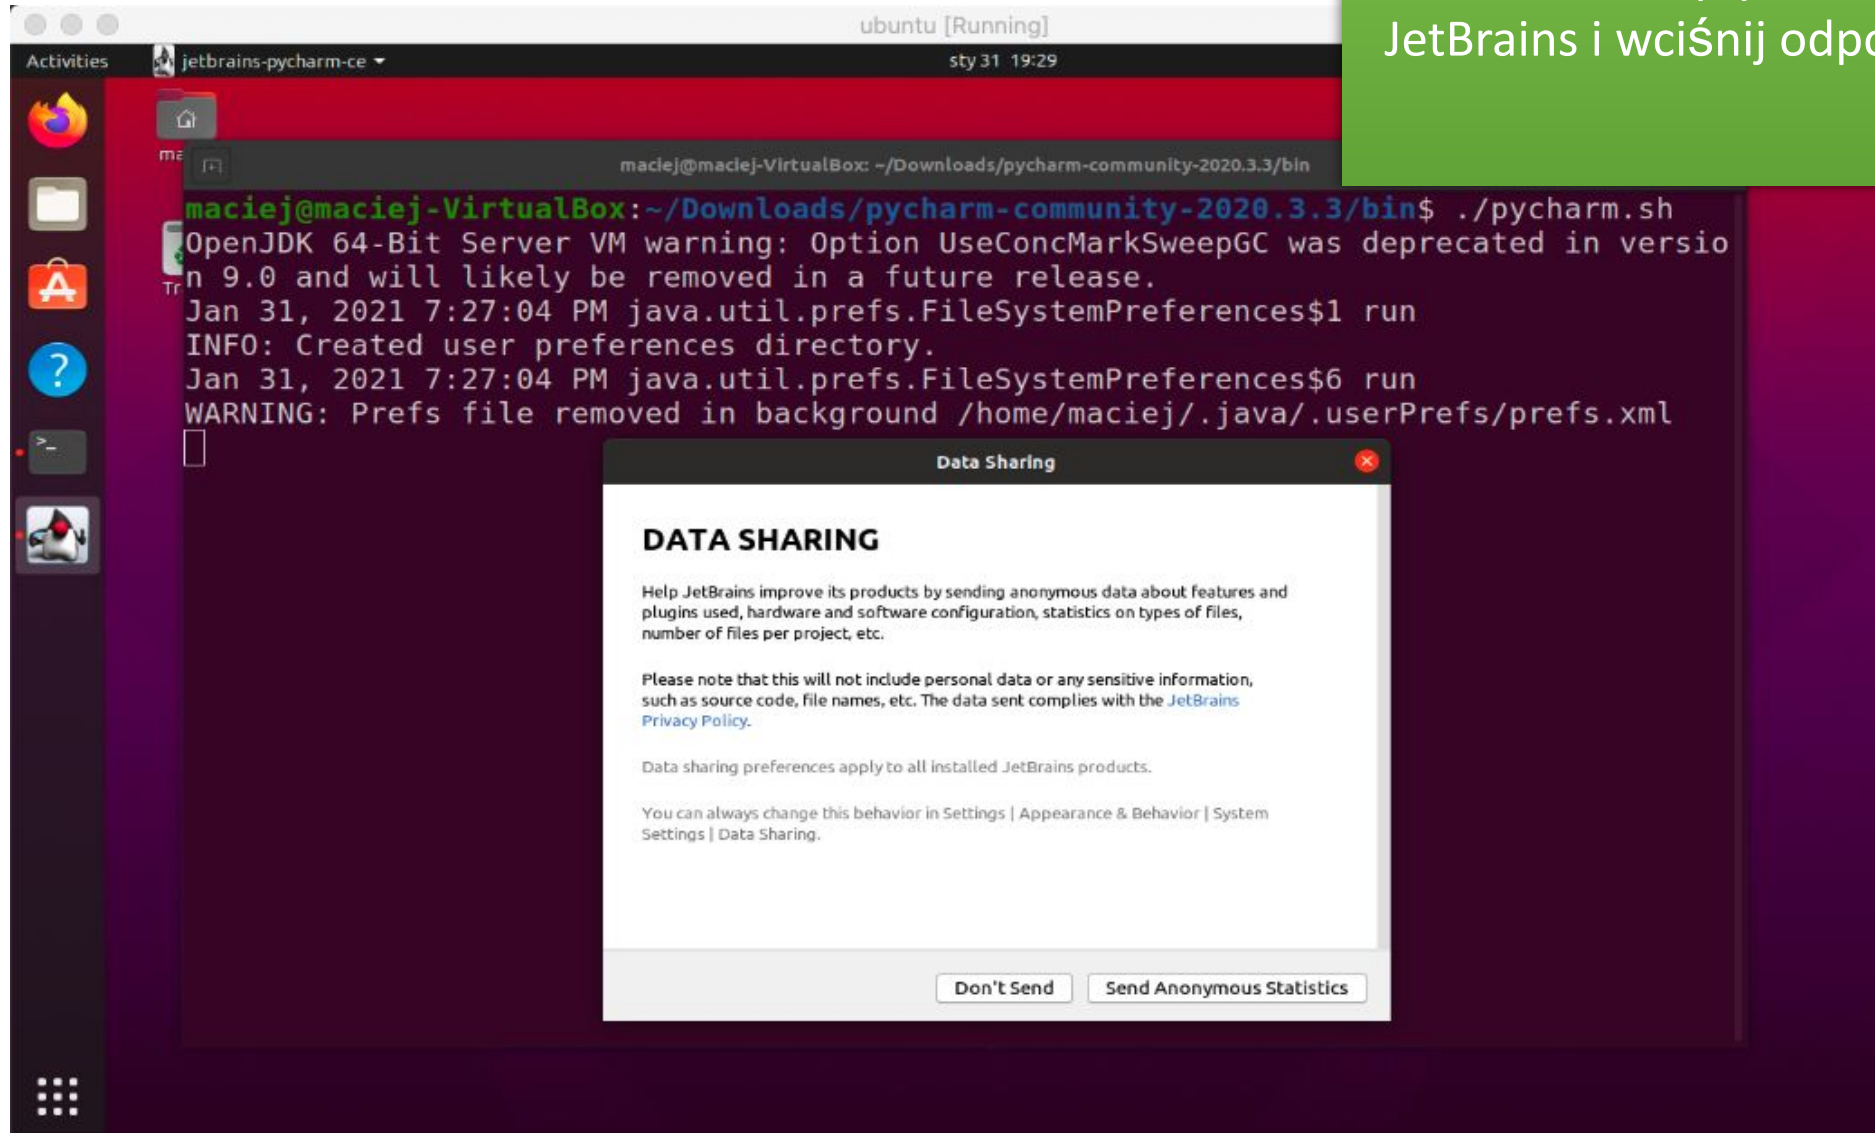 ubuntu [Running]
JetBrains i wciśnij
Activities
jetbrains-pycharm-ce
sty 31 19:29
maciej@maciej-VirtualBox: ~/Downloads/pycharm-community-2020.3.3/bin
maciej@maciej-VirtualBox:~/Downloads/pycharm-community-2020.3.3/bin$ ./pycharm.sh
OpenJDK 64-Bit Server VM warning: Option UseConcMarkSweepGC was deprecated in versio
n 9.0 and will likely be removed in a future release.
Jan 31, 2021 7:27:04 PM java.util.prefs.FileSystemPreferences$1 run
INFO: Created user preferences directory.
Jan 31, 2021 7:27:04 PM java.util.prefs.FileSystemPreferences$6 run
WARNING: Prefs file removed in background /home/maciej/.java/.userPrefs/prefs.xml
Data Sharing
DATA SHARING
Help JetBrains improve its products by sending anonymous data about features and
plugins used, hardware and software configuration, statistics on types of files,
number of files per project, etc.
Please note that this will not include personal data or any sensitive information,
such as source code, file names, etc. The data sent complies with the JetBrains
Privacy Policy.
Data sharing preferences apply to all installed JetBrains products.
You can always change this behavior in Settings | Appearance & Behavior | System
Settings | Data Sharing.
Don't Send
Send Anonymous Statistics